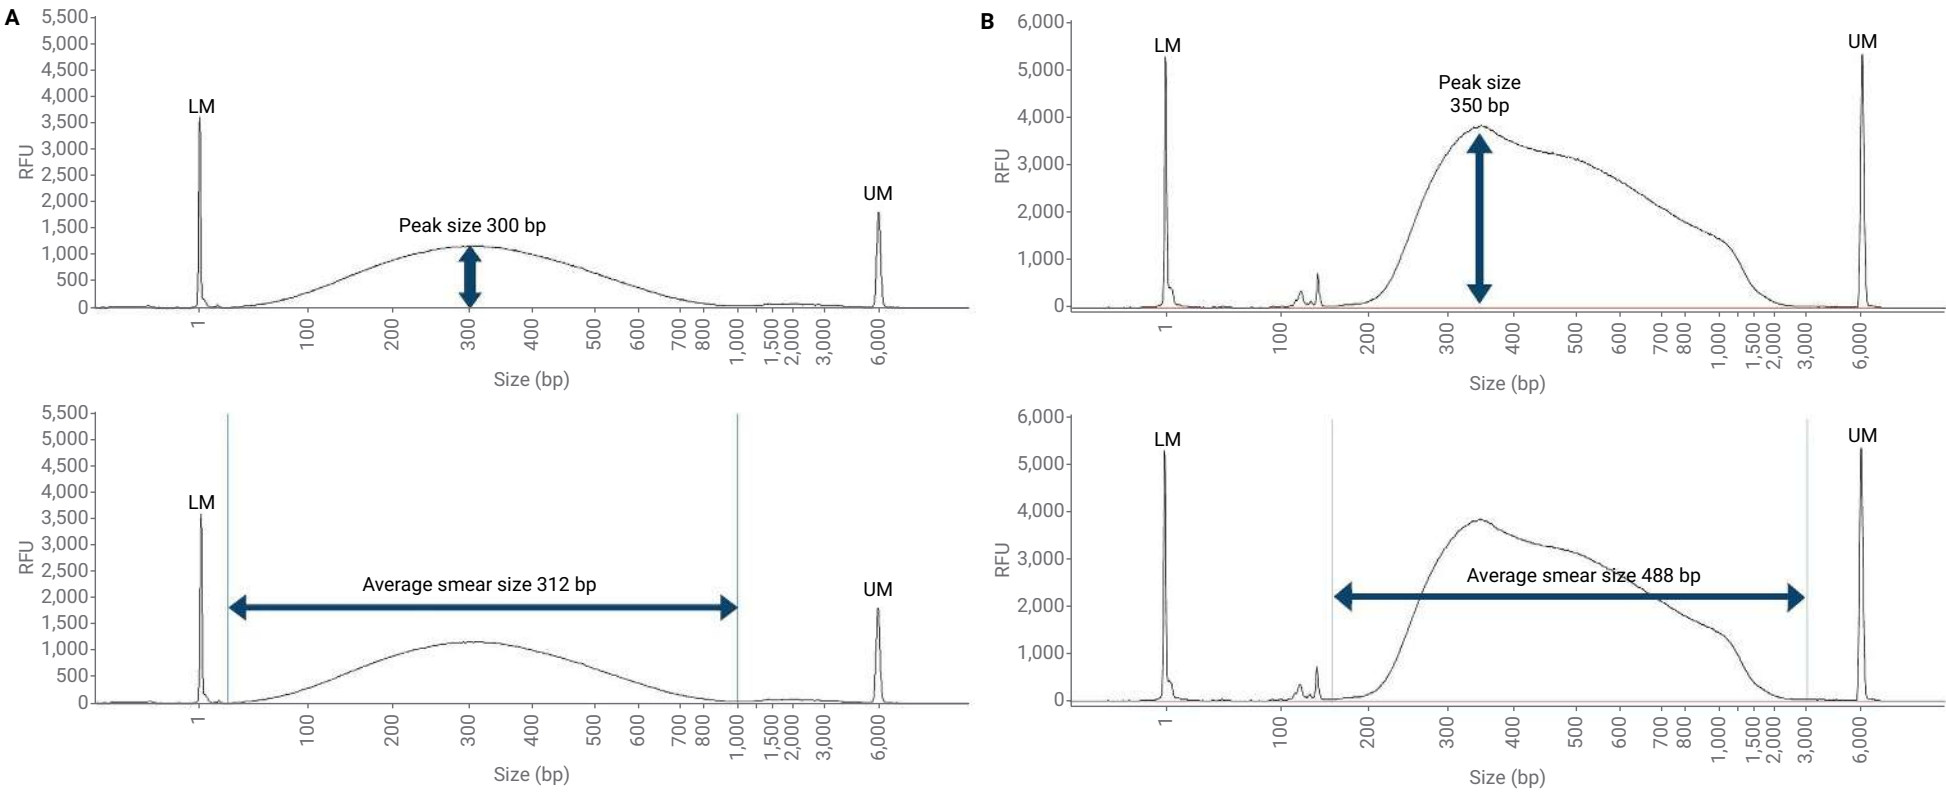 A
5,500
5,000
4,500
4,000
3,500
3,000
2,500
2,000
1,500
1,000
500
0
RFU
LM
Peak size 300 bp
UM
1 100 200 300 400 500 600 700 800 1,000 1,500 2,000 3,000 6,000
Size (bp)
B
6,000
5,000
4,000
3,000
2,000
1,000
0
RFU
LM
Peak size
350 bp
UM
1 100 200 300 400 500 600 700 800 1,000 1,500 2,000 3,000 6,000
Size (bp)
5,500
5,000
4,500
4,000
3,500
3,000
2,500
2,000
1,500
1,000
500
0
RFU
LM
Average smear size 312 bp
UM
1 100 200 300 400 500 600 700 800 1,000 1,500 2,000 3,000 6,000
Size (bp)
6,000
5,000
4,000
3,000
2,000
1,000
0
RFU
LM
Average smear size 488 bp
UM
1 100 200 300 400 500 600 700 800 1,000 1,500 2,000 3,000 6,000
Size (bp)